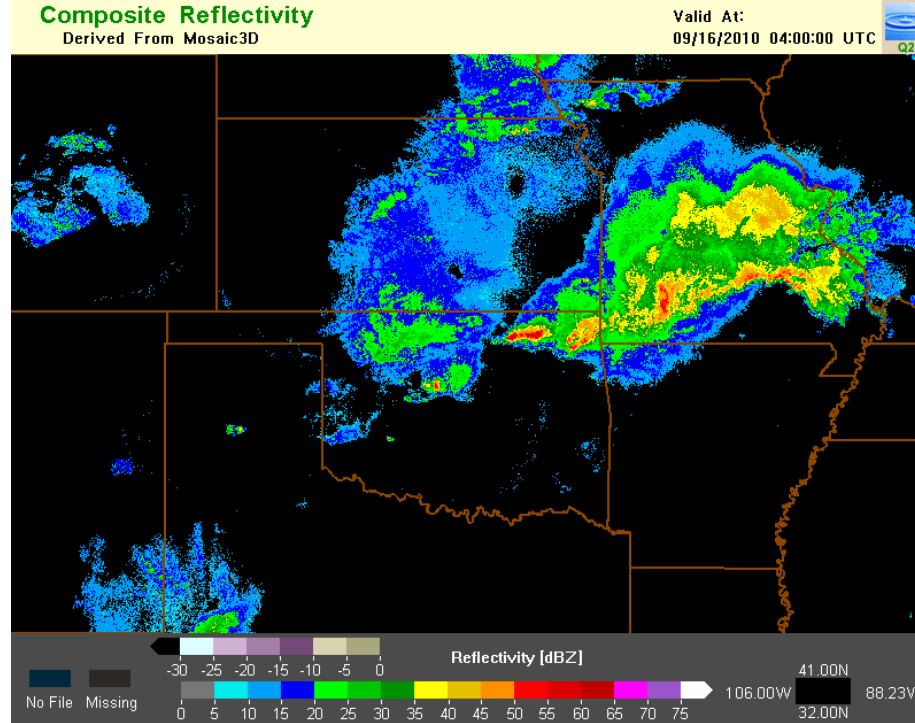 Composite Reflectivity
Derived From Mosaic3D
Valid At:
09/16/2010 04:00:00 UTC
Q2
-30 -25 -20 -15 -10 -5 0
Reflectivity [dBZ]
No File Missing
0 5 10 15 20 25 30 35 40 45 50 55 60 65 70 75
41.00N
106.00W 88.23W
32.00N